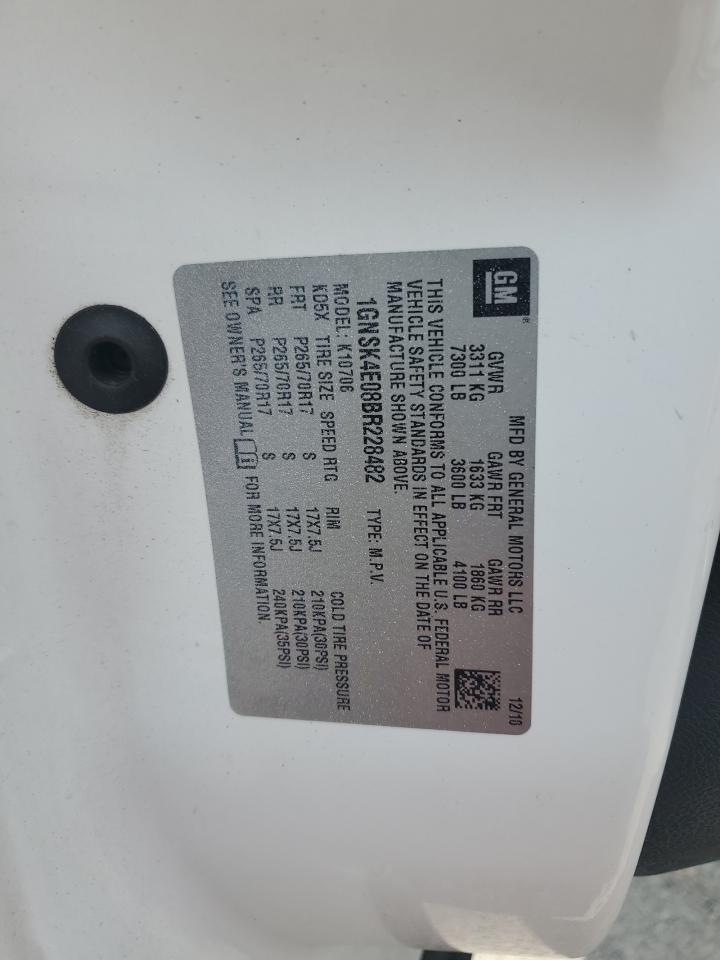 GM
MFD BY GENERAL MOTORS LLC 12/10
GVWR GAWR FRT GAWR RR
3311 KG 1633 KG 1860 KG
7300 LB 3600 LB 4100 LB
THIS VEHICLE CONFORMS TO ALL APPLICABLE U.S. FEDERAL MOTOR
VEHICLE SAFETY STANDARDS IN EFFECT ON THE DATE OF
MANUFACTURE SHOWN ABOVE.
1GNSK4E08BR228482 TYPE: M.P.V.
MODEL: K10706
KD5X TIRE SIZE SPEED RTG RIM COLD TIRE PRESSURE
FRT P265/70R17 S 17X7.5J 210KPA(30PSI)
RR P265/70R17 S 17X7.5J 210KPA(30PSI)
SPA P265/70R17 S 17X7.5J 240KPA(35PSI)
SEE OWNER'S MANUAL FOR MORE INFORMATION.